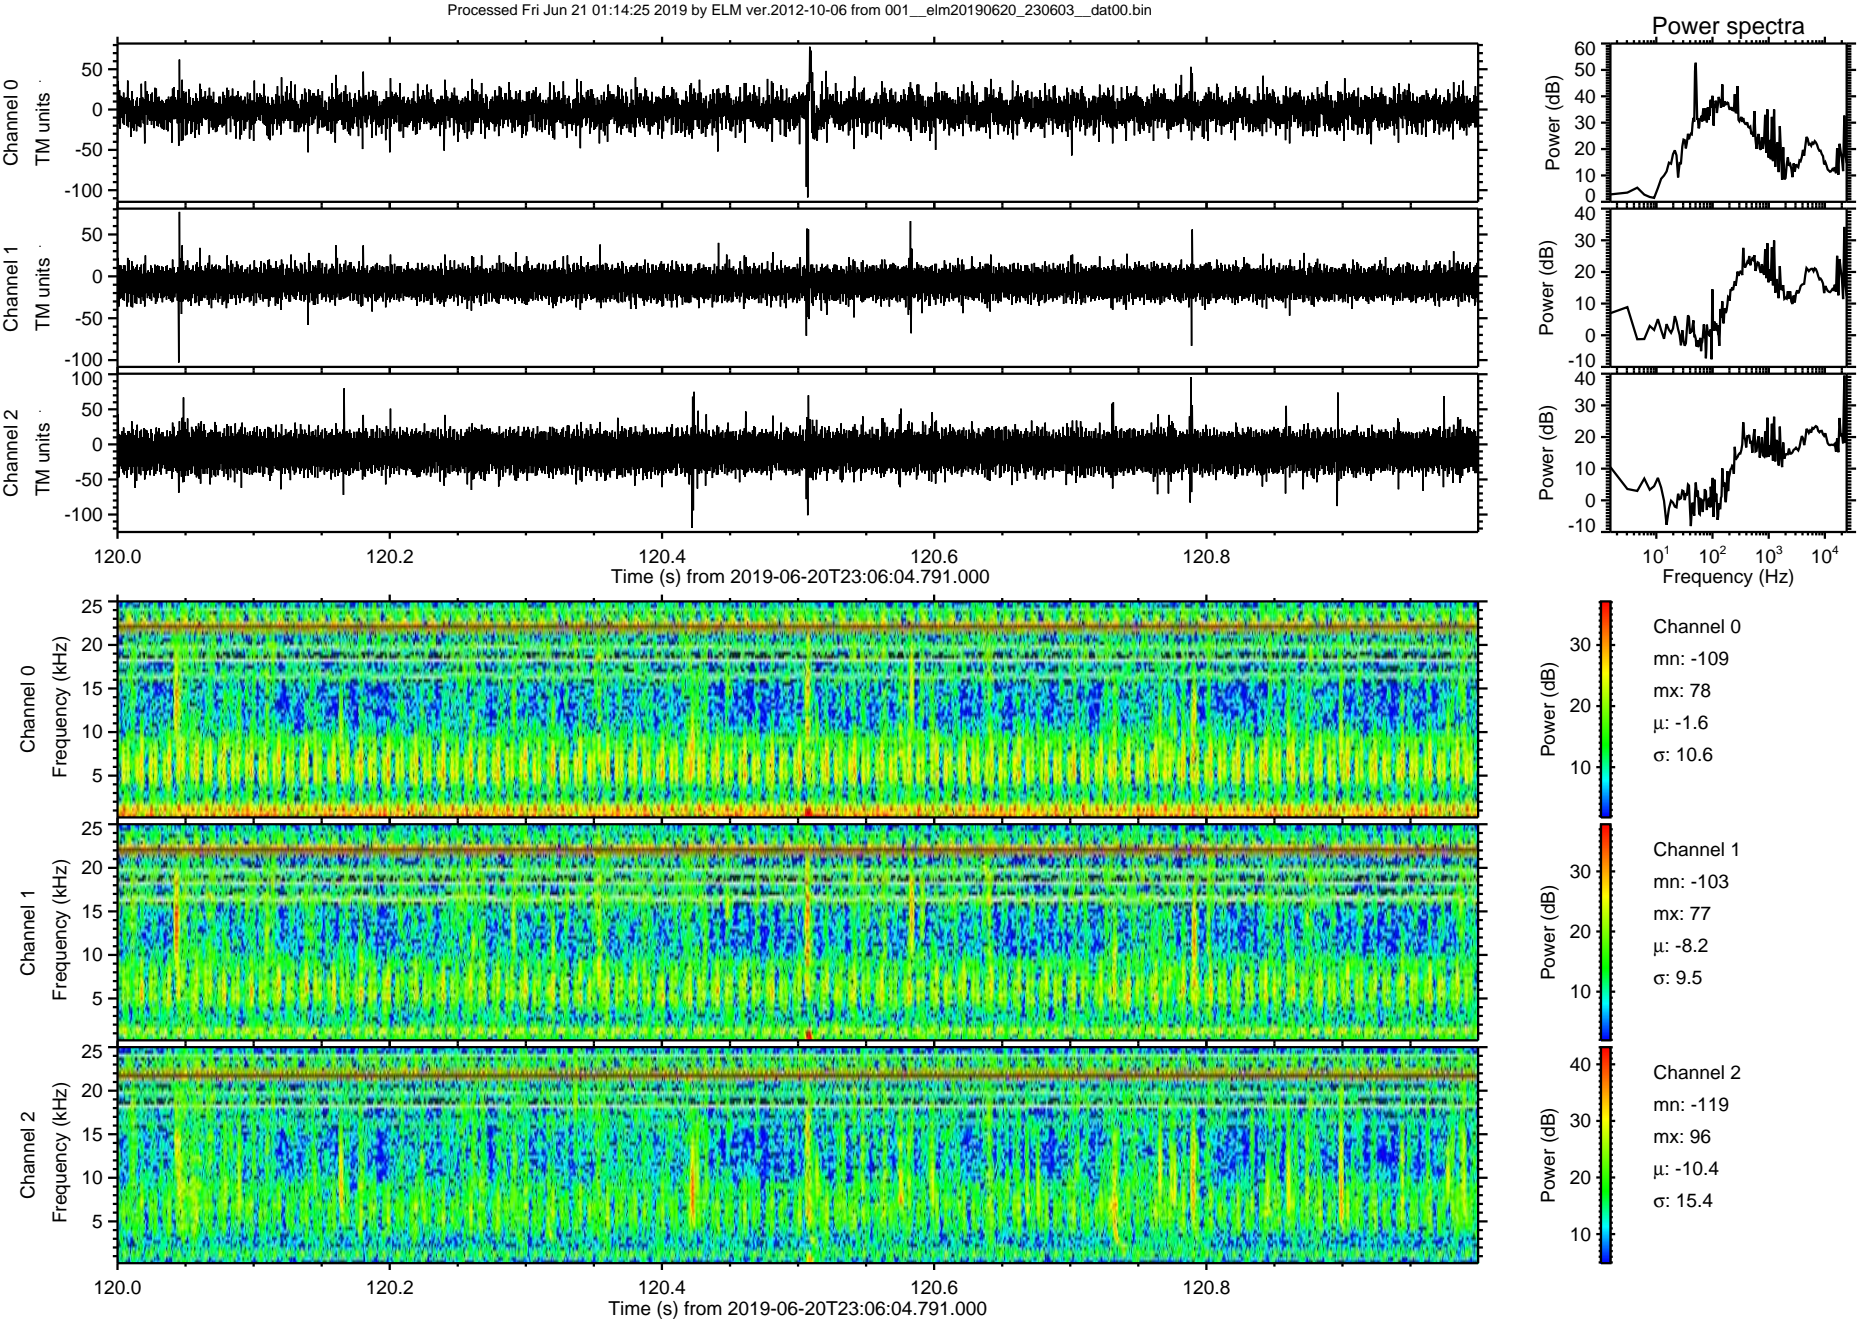 Processed Fri Jun 21 01:14:25 2019 by ELM ver.2012-10-06 from 001__elm20190620_230603__dat00.bin
Power spectra
Channel 0
TM units
50
0
-50
-100
Power (dB)
60
50
40
30
20
10
0
Channel 1
TM units
50
0
-50
-100
Power (dB)
40
30
20
10
0
-10
Channel 2
TM units
100
50
0
-50
-100
Power (dB)
40
30
20
10
0
-10
120.0 120.2 120.4 120.6 120.8
Time (s) from 2019-06-20T23:06:04.791.000
10^1 10^2 10^3 10^4
Frequency (Hz)
Channel 0
Frequency (kHz)
25
20
15
10
5
Power (dB)
30
20
10
Channel 0
mn: -109
mx: 78
μ: -1.6
σ: 10.6
Channel 1
Frequency (kHz)
25
20
15
10
5
Power (dB)
30
20
10
Channel 1
mn: -103
mx: 77
μ: -8.2
σ: 9.5
Channel 2
Frequency (kHz)
25
20
15
10
5
Power (dB)
40
30
20
10
Channel 2
mn: -119
mx: 96
μ: -10.4
σ: 15.4
120.0 120.2 120.4 120.6 120.8
Time (s) from 2019-06-20T23:06:04.791.000